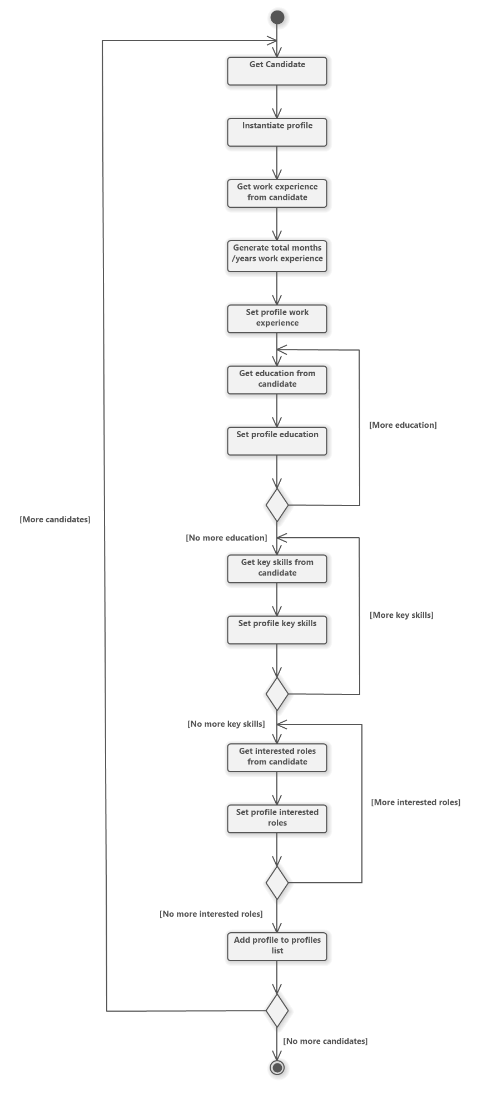 Get Candidate
Instantiate profile
Get work experience
from candidate
Generate total months
/years work experience
Set profile work
experience
Get education from
candidate
[More education]
Set profile education
[More candidates]
[No more education]
Get key skills from
candidate
[More key skills]
Set profile key skills
[No more key skills]
Get interested roles
from candidate
[More interested roles]
Set profile interested
roles
[No more interested roles]
Add profile to profiles
list
[No more candidates]